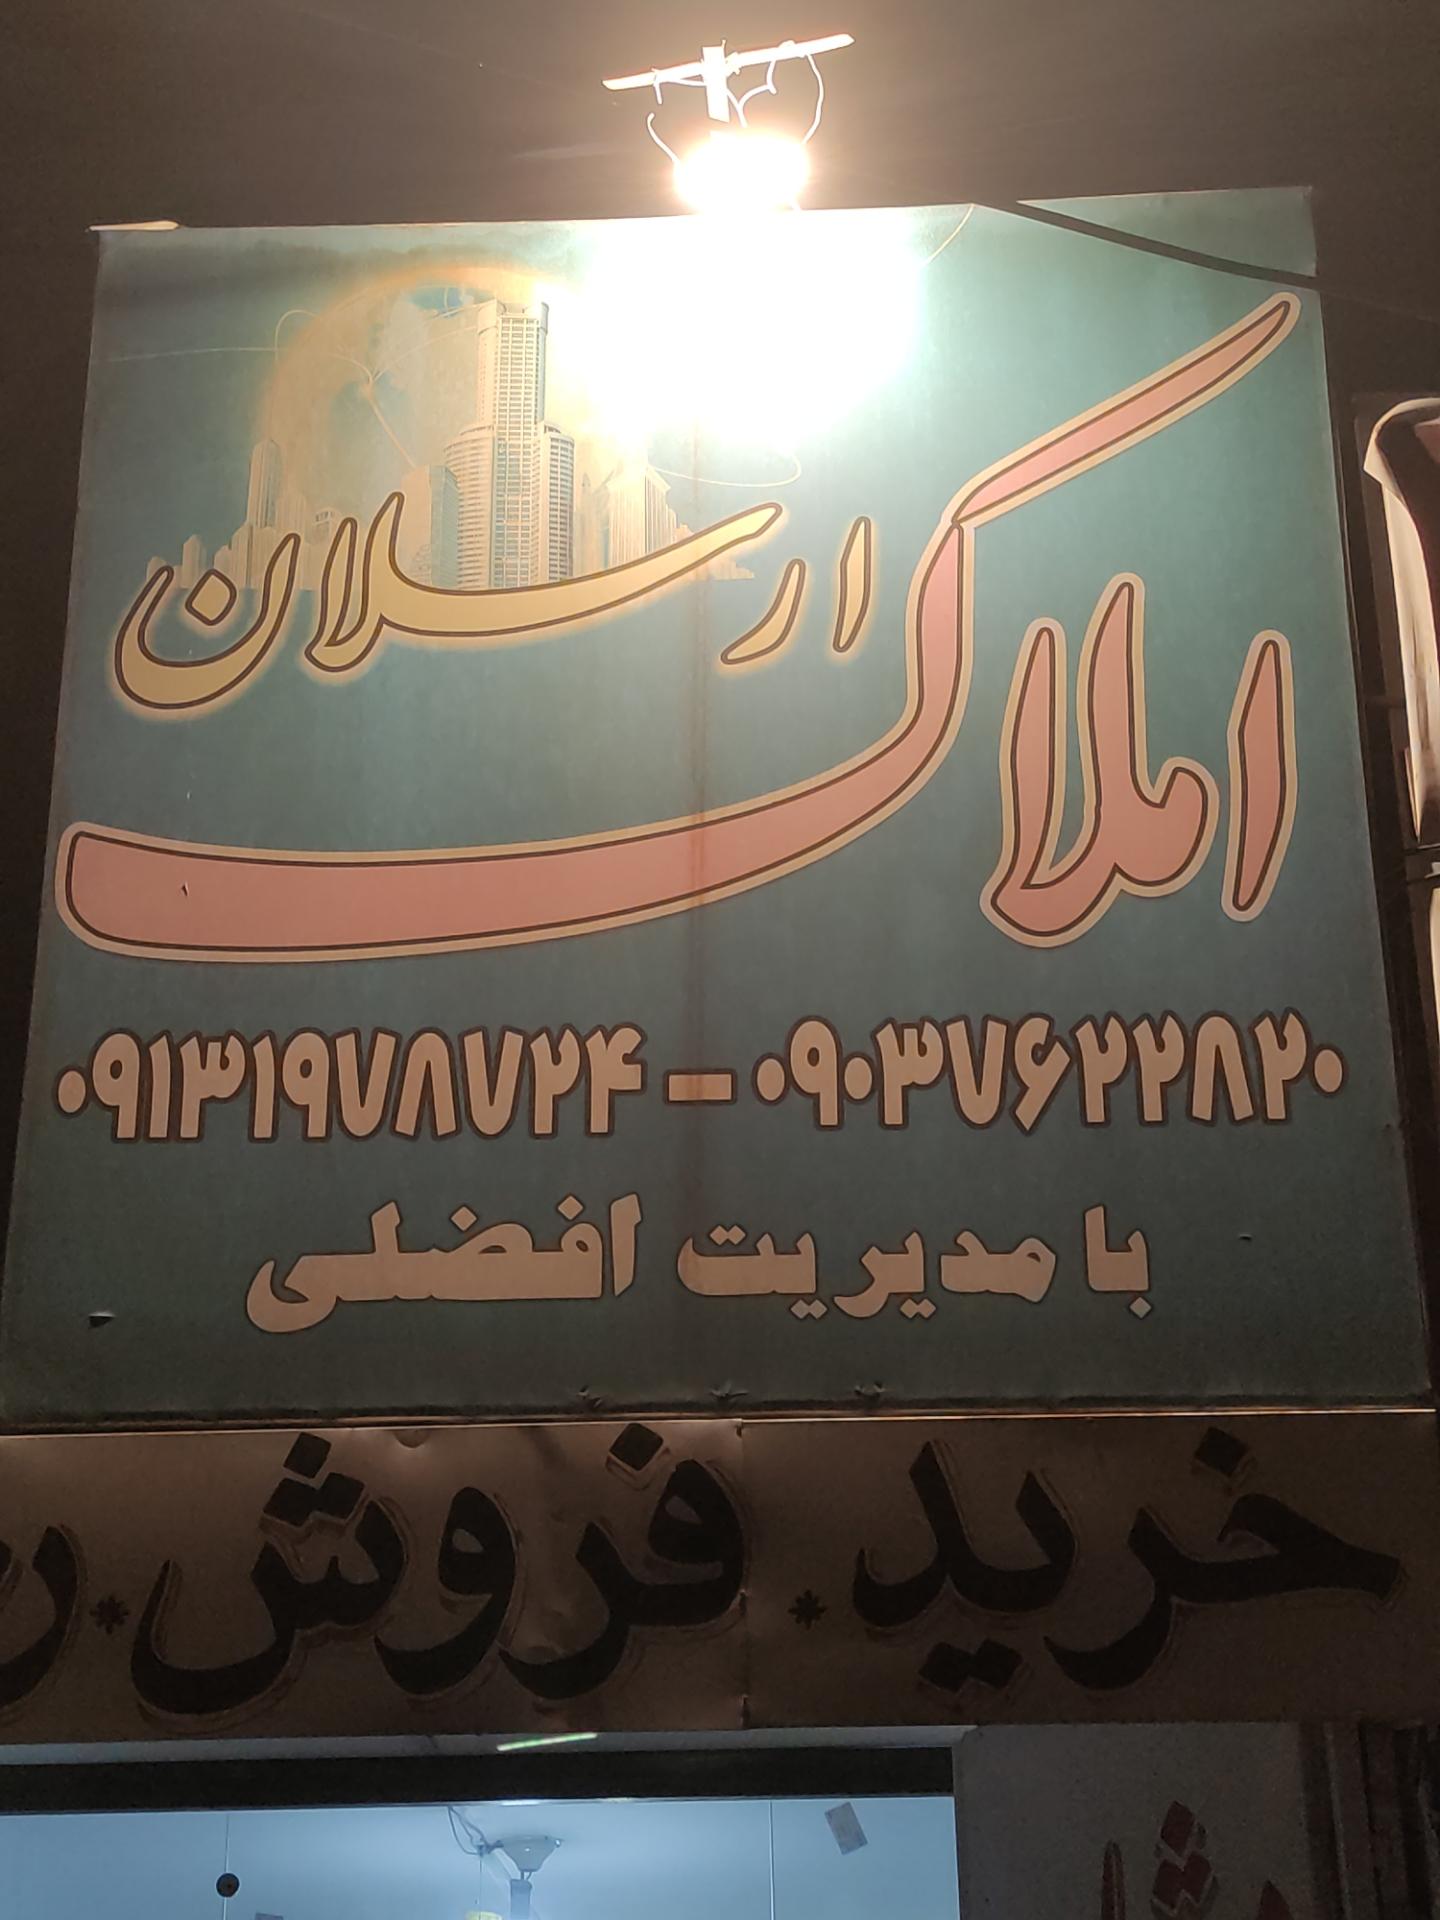 املاک ارسلان
۰۹۱۳۱۹۷۸۷۲۴ - ۰۹۰۳۷۶۲۲۸۲۰
با مدیریت افضلی
خرید * فروش *